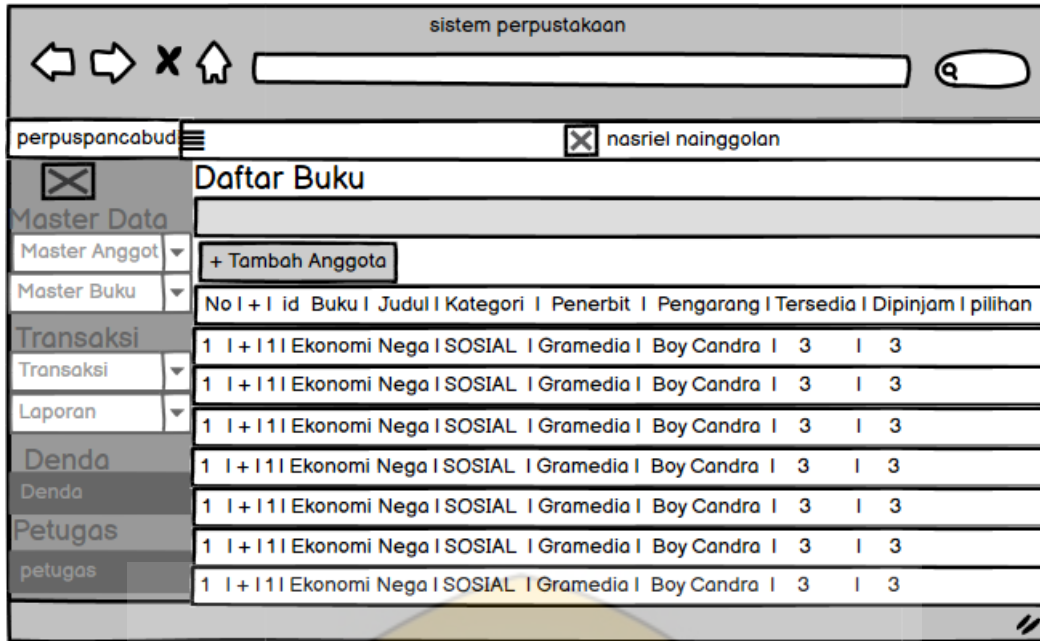 sistem perpustakaan
perpuspancabudi
nasriel nainggolan
Daftar Buku
Master Data
Master Anggot
Master Buku
Transaksi
Transaksi
Laporan
Denda
Denda
Petugas
petugas
+ Tambah Anggota
No | + | id Buku | Judul | Kategori | Penerbit | Pengarang | Tersedia | Dipinjam | pilihan
1 | + | 1 | Ekonomi Nega | SOSIAL | Gramedia | Boy Candra | 3 | 3
1 | + | 1 | Ekonomi Nega | SOSIAL | Gramedia | Boy Candra | 3 | 3
1 | + | 1 | Ekonomi Nega | SOSIAL | Gramedia | Boy Candra | 3 | 3
1 | + | 1 | Ekonomi Nega | SOSIAL | Gramedia | Boy Candra | 3 | 3
1 | + | 1 | Ekonomi Nega | SOSIAL | Gramedia | Boy Candra | 3 | 3
1 | + | 1 | Ekonomi Nega | SOSIAL | Gramedia | Boy Candra | 3 | 3
1 | + | 1 | Ekonomi Nega | SOSIAL | Gramedia | Boy Candra | 3 | 3